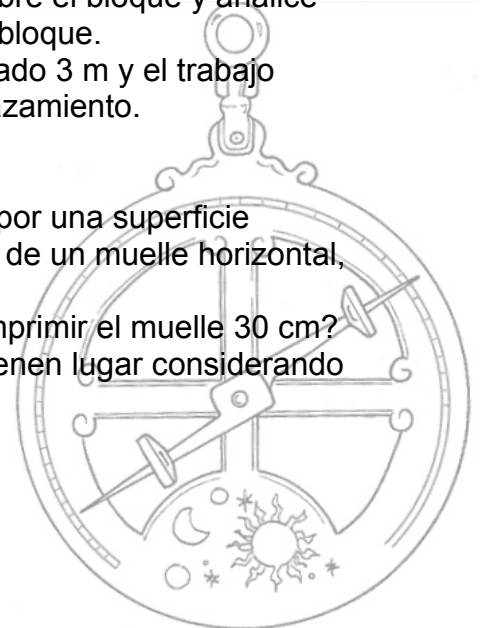 bre el bloque y analice
bloque.
ado 3 m y el trabajo
azamiento.
por una superficie
de un muelle horizontal,
mprimir el muelle 30 cm?
enen lugar considerando